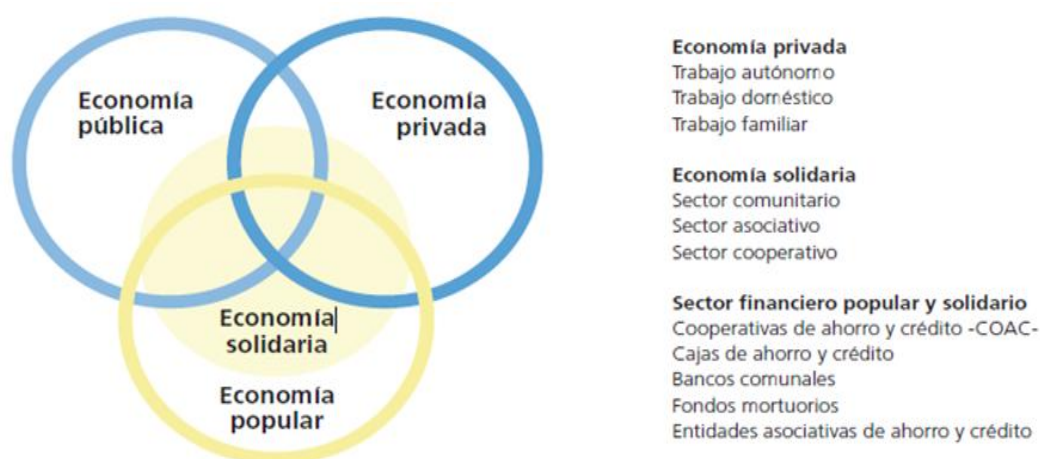 Economía
pública
Economía
privada
Economía
solidaria
Economía
popular
Economía privada
Trabajo autónomo
Trabajo doméstico
Trabajo familiar
Economía solidaria
Sector comunitario
Sector asociativo
Sector cooperativo
Sector financiero popular y solidario
Cooperativas de ahorro y crédito -COAC-
Cajas de ahorro y crédito
Bancos comunales
Fondos mortuorios
Entidades asociativas de ahorro y crédito